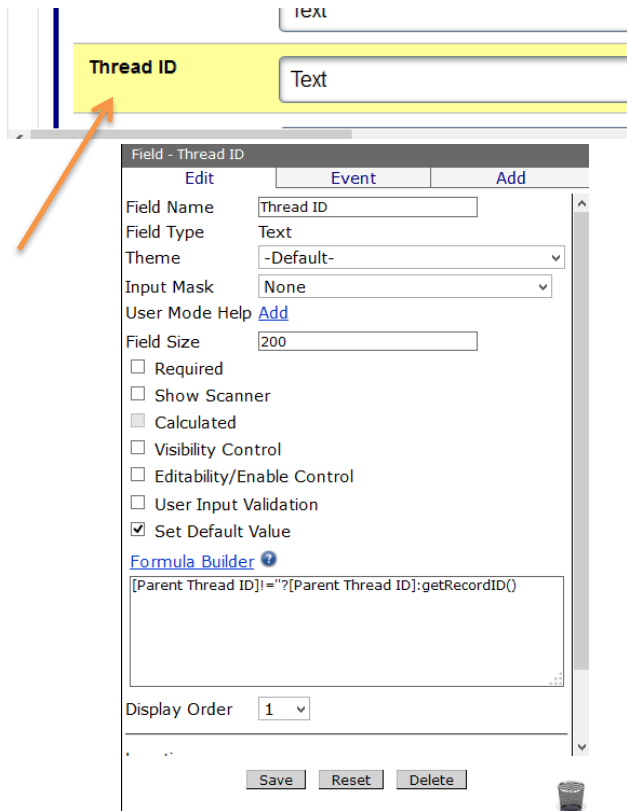 Text
Thread ID
Text
Field - Thread ID
Edit Event Add
Field Name Thread ID
Field Type Text
Theme -Default-
Input Mask None
User Mode Help Add
Field Size 200
Required
Show Scanner
Calculated
Visibility Control
Editability/Enable Control
User Input Validation
Set Default Value
Formula Builder ?
[Parent Thread ID]!=''?[Parent Thread ID]:getRecordID()
Display Order 1
Save Reset Delete